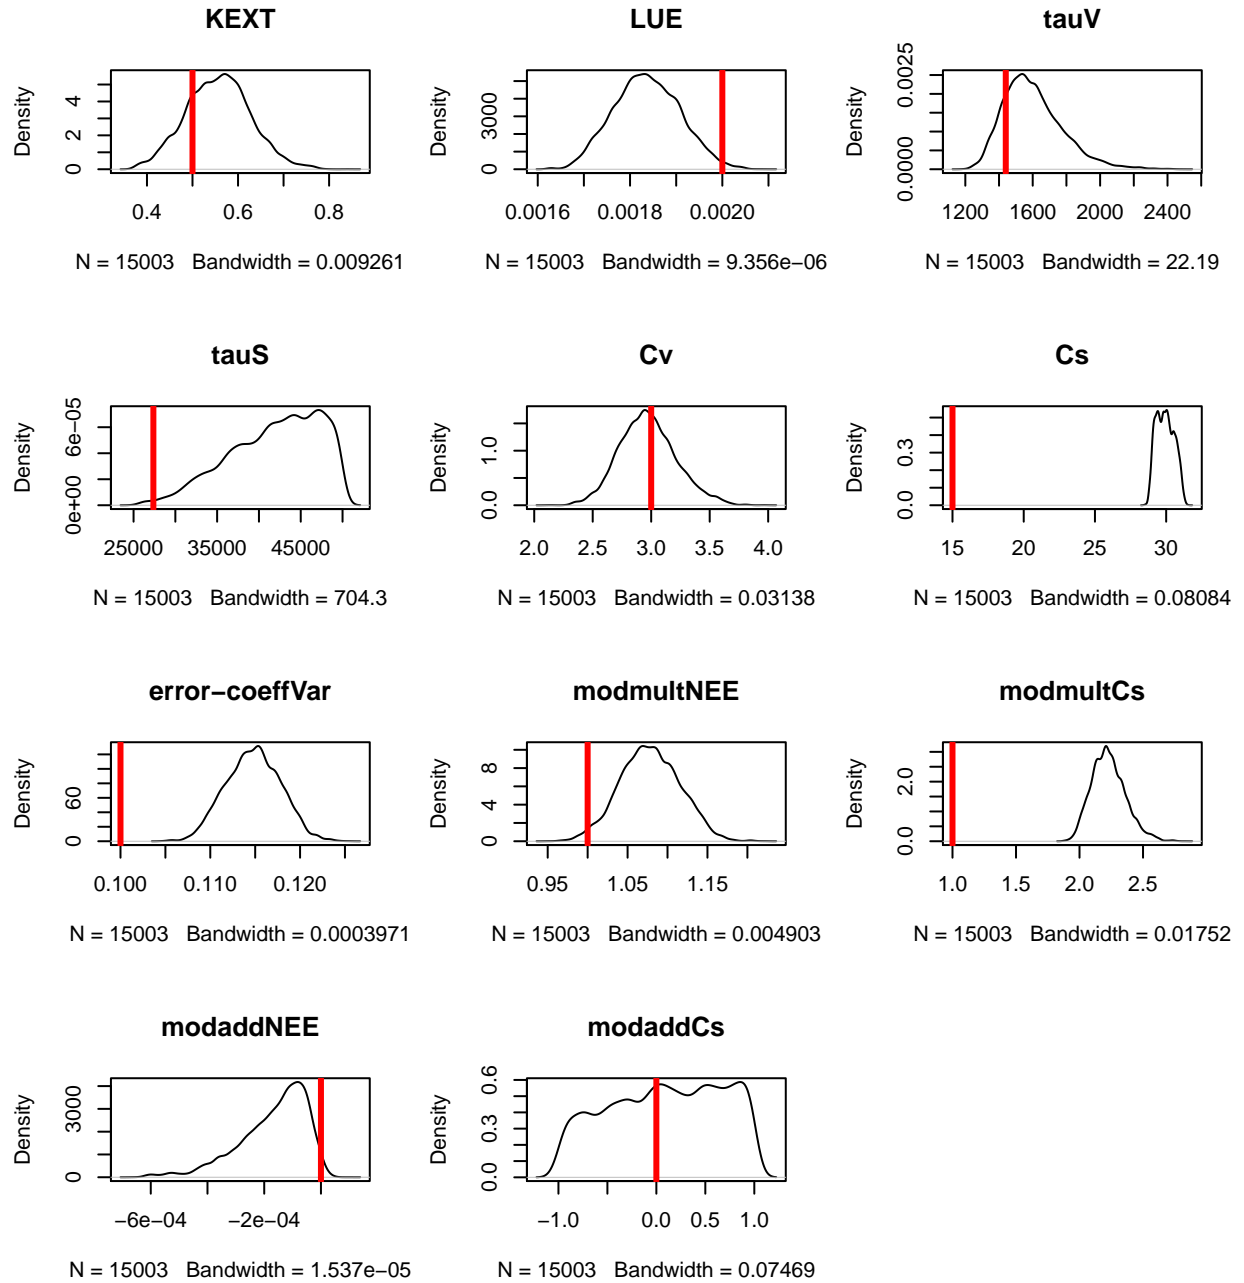 KEXT
Density
0 2 4
0.4 0.6 0.8
N = 15003 Bandwidth = 0.009261
LUE
Density
0 3000
0.0016 0.0018 0.0020
N = 15003 Bandwidth = 9.356e−06
tauV
Density
0.0000 0.0025
1200 1600 2000 2400
N = 15003 Bandwidth = 22.19
tauS
Density
0e+00 6e−05
25000 35000 45000
N = 15003 Bandwidth = 704.3
Cv
Density
0.0 1.0
2.0 2.5 3.0 3.5 4.0
N = 15003 Bandwidth = 0.03138
Cs
Density
0.0 0.3
15 20 25 30
N = 15003 Bandwidth = 0.08084
error−coeffVar
Density
0 60
0.100 0.110 0.120
N = 15003 Bandwidth = 0.0003971
modmultNEE
Density
0 4 8
0.95 1.05 1.15
N = 15003 Bandwidth = 0.004903
modmultCs
Density
0.0 2.0
1.0 1.5 2.0 2.5
N = 15003 Bandwidth = 0.01752
modaddNEE
Density
0 3000
−6e−04 −2e−04
N = 15003 Bandwidth = 1.537e−05
modaddCs
Density
0.0 0.3 0.6
−1.0 0.0 0.5 1.0
N = 15003 Bandwidth = 0.07469